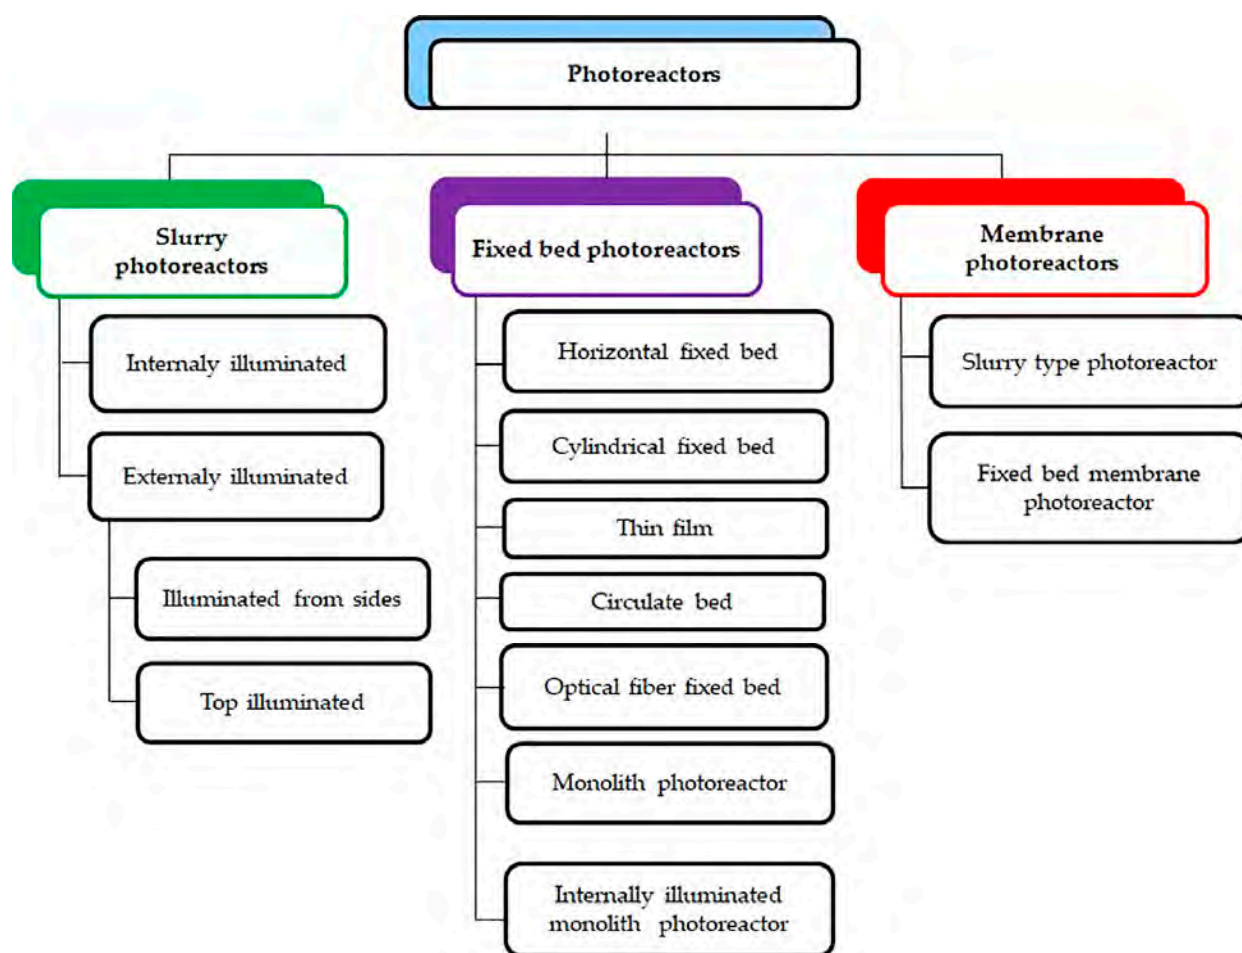 Photoreactors
Slurry
photoreactors
Internaly illuminated
Externaly illuminated
Illuminated from sides
Top illuminated
Fixed bed photoreactors
Horizontal fixed bed
Cylindrical fixed bed
Thin film
Circulate bed
Optical fiber fixed bed
Monolith photoreactor
Internally illuminated
monolith photoreactor
Membrane
photoreactors
Slurry type photoreactor
Fixed bed membrane
photoreactor